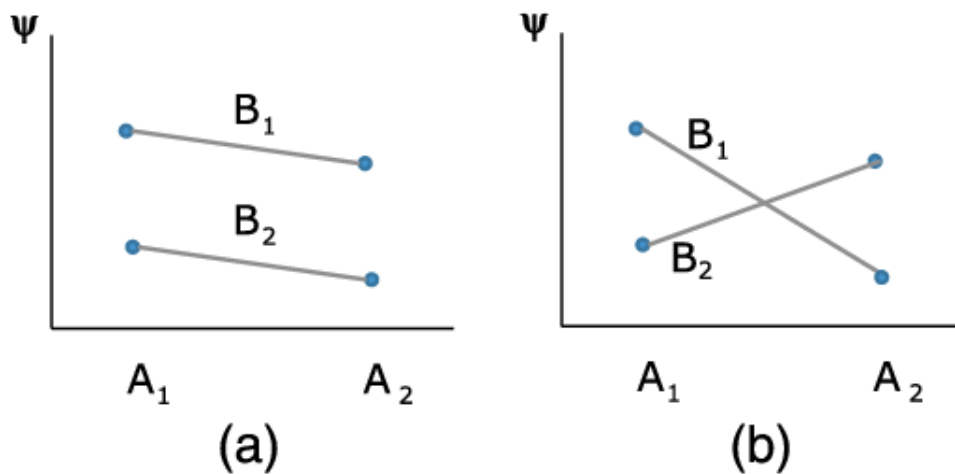 ψ
B₁
B₂
A₁ A₂
(a)
ψ
B₁
B₂
A₁ A₂
(b)